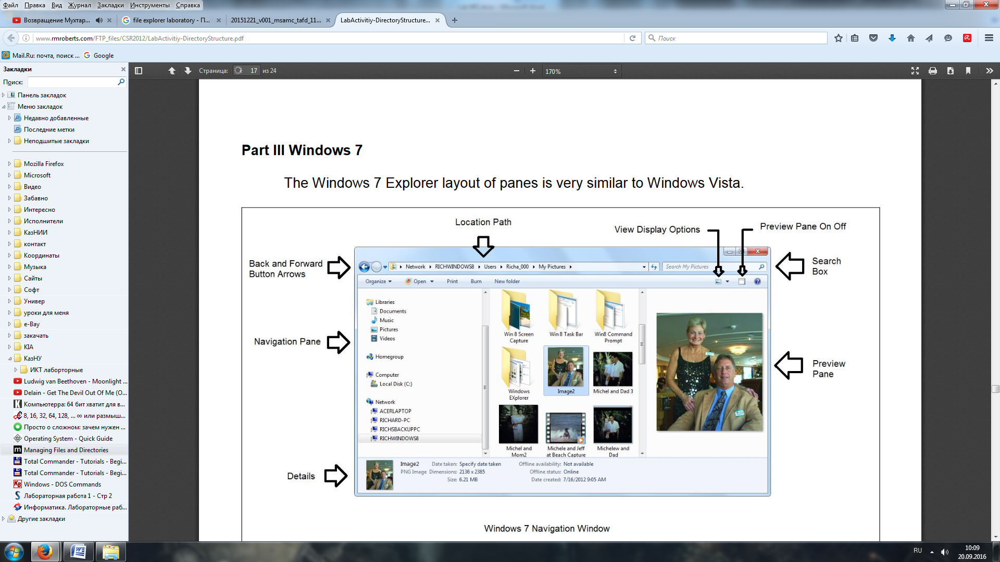 Файл Правка Вид Журнал Закладки Инструменты Справка
Возвращение Мухтар...
file explorer laboratory - П...
20151221_v001_msamc_tafd_11...
LabActivitiy-DirectoryStructure...
www.rmroberts.com/FTP_files/CSR2012/LabActivitiy-DirectoryStructure.pdf
Поиск
Mail.Ru: почта, поиск ...
Google
Закладки
Поиск:
Панель закладок
Меню закладок
Недавно добавленные
Последние метки
Неподшитые закладки
Mozilla Firefox
Microsoft
Видео
Забавно
Интересно
Исполнители
КазНИИ
контакт
Координаты
Музыка
Сайты
Софт
Универ
уроки для меня
e-Bay
закачать
KIA
КазНУ
ИКТ лаборторные
Ludwig van Beethoven - Moonlight ...
Delain - Get The Devil Out Of Me (O...
Компьютерра: 64 бит хватит для в...
8, 16, 32, 64, 128, ... ∞ или размыш...
Просто о сложном: зачем нужен ...
Operating System - Quick Guide
Managing Files and Directories
Total Commander - Tutorials - Begi...
Total Commander - Tutorials - Begi...
Windows - DOS Commands
Лабораторная работа 1 - Стр 2
Информатика. Лабораторные раб...
Другие закладки
Страница: 17 из 24
170%
Part III Windows 7
The Windows 7 Explorer layout of panes is very similar to Windows Vista.
Location Path
View Display Options
Preview Pane On Off
Back and Forward
Button Arrows
Search
Box
Network RICHWINDOWS8 Users Richa_000 My Pictures
Search My Pictures
Organize Open Print Burn New folder
Navigation Pane
Libraries
Documents
Music
Pictures
Videos
Homegroup
Computer
Local Disk (C:)
Network
ACERLAPTOP
RICHARD-PC
RICHSBACKUPPC
RICHWINDOWS8
Win 8 Screen
Capture
Win 8 Task Bar
Win8 Command
Prompt
Windows
EXplorer
Image2
Michel and Dad 3
Michel and
Mom2
Michele and Jeff
at Beach Capture
Michelew and
Dad
Preview
Pane
Details
Image2
PNG Image
Date taken: Specify date taken
Dimensions: 2136 x 2385
Size: 6.21 MB
Offline availability: Not available
Offline status: Online
Date created: 7/16/2012 9:05 AM
Windows 7 Navigation Window
RU
10:09
20.09.2016